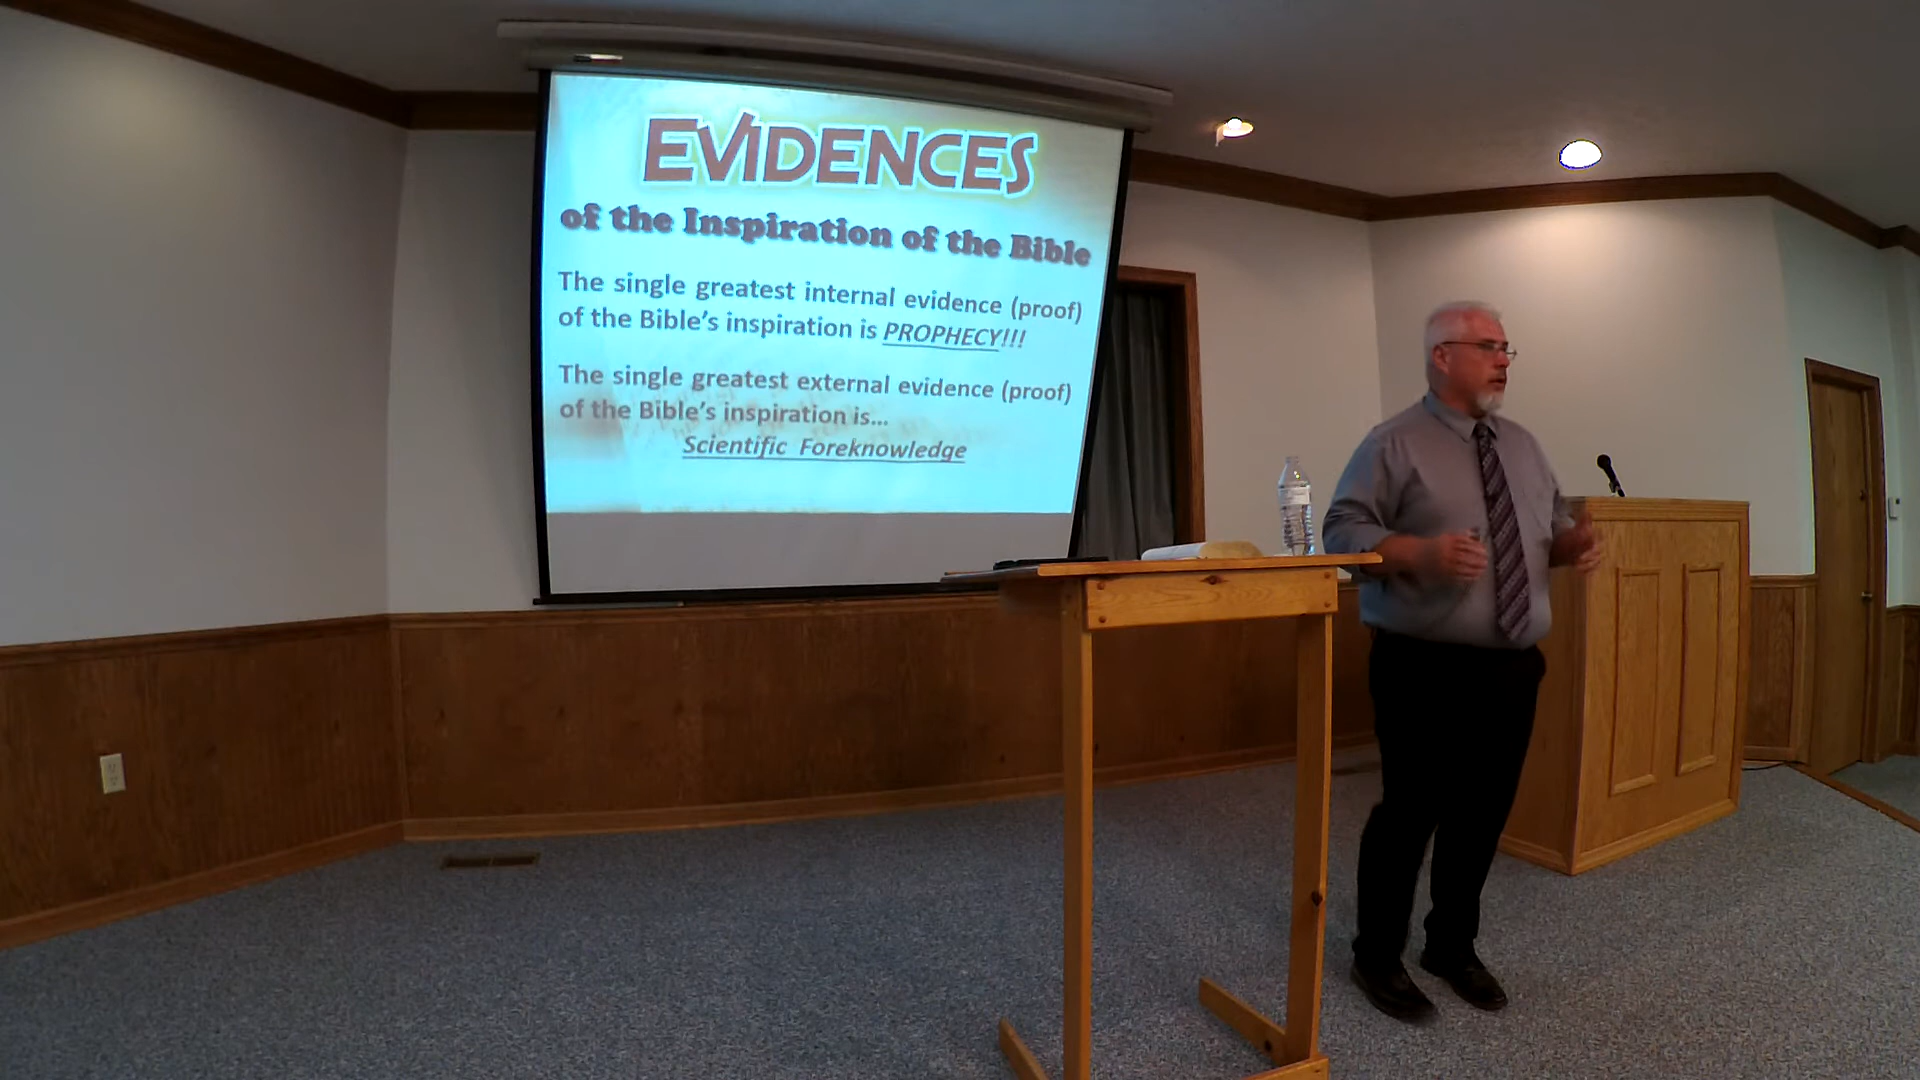 EVIDENCES
of the Inspiration of the Bible
The single greatest internal evidence (proof)
of the Bible's inspiration is PROPHECY!!!
The single greatest external evidence (proof)
of the Bible's inspiration is...
Scientific Foreknowledge